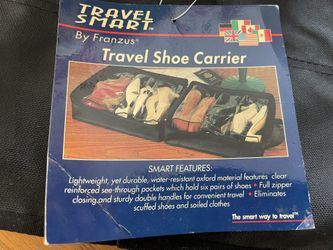 TRAVEL
SMART®
By Franzus®
Travel Shoe Carrier
SMART FEATURES:
Lightweight, yet durable, water-resistant oxford material features clear
reinforced see-through pockets which hold six pairs of shoes • Full zipper
closing, and sturdy double handles for convenient travel • Eliminates
scuffed shoes and soiled clothes
The smart way to travel™